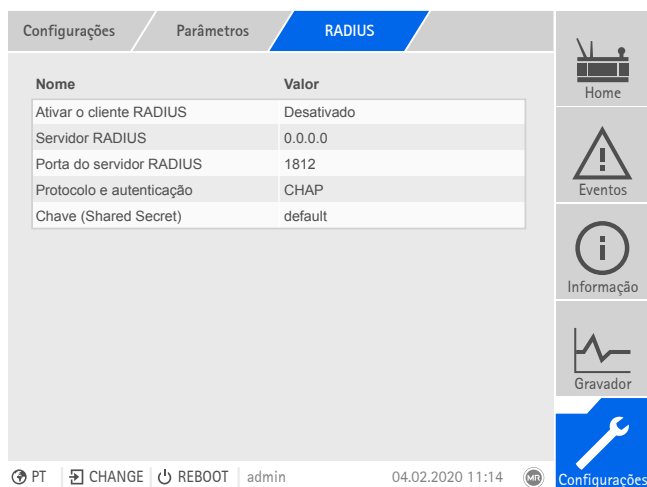 Configurações Parâmetros RADIUS
Nome Valor
Ativar o cliente RADIUS Desativado
Servidor RADIUS 0.0.0.0
Porta do servidor RADIUS 1812
Protocolo e autenticação CHAP
Chave (Shared Secret) default
Home
Eventos
Informação
Gravador
Configurações
PT CHANGE REBOOT admin 04.02.2020 11:14 MR